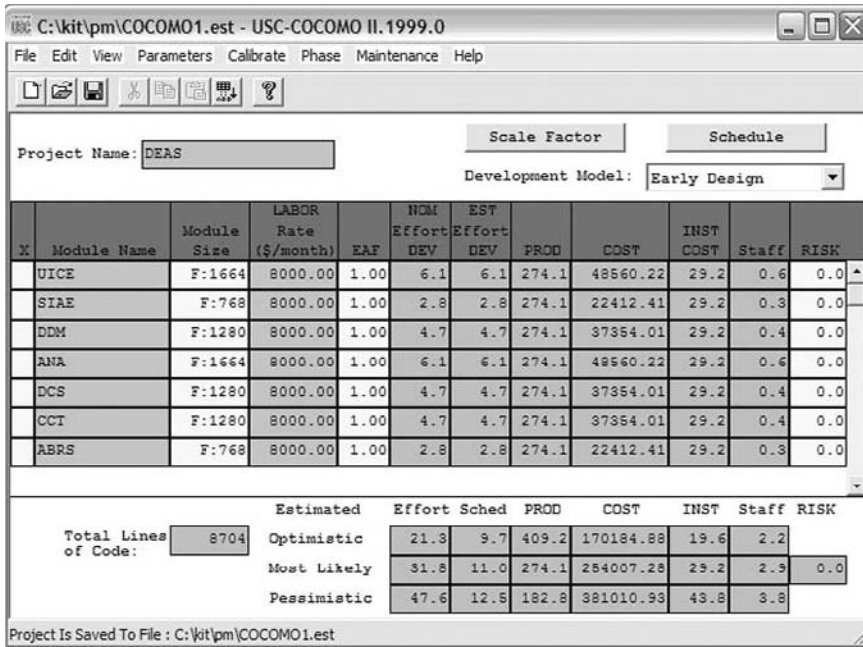 C:\kit\pm\COCOMO1.est - USC-COCOMO II.1999.0
File Edit View Parameters Calibrate Phase Maintenance Help
Scale Factor Schedule
Project Name: DEAS
Development Model: Early Design
X Module Name Module Size LABOR Rate ($/month) EAF NOM Effort DEV EST Effort DEV PROD COST INST COST Staff RISK
UICE F:1664 8000.00 1.00 6.1 6.1 274.1 48560.22 29.2 0.6 0.0
SIAE F:768 8000.00 1.00 2.8 2.8 274.1 22412.41 29.2 0.3 0.0
DDM F:1280 8000.00 1.00 4.7 4.7 274.1 37354.01 29.2 0.4 0.0
ANA F:1664 8000.00 1.00 6.1 6.1 274.1 48560.22 29.2 0.6 0.0
DCS F:1280 8000.00 1.00 4.7 4.7 274.1 37354.01 29.2 0.4 0.0
CCT F:1280 8000.00 1.00 4.7 4.7 274.1 37354.01 29.2 0.4 0.0
ABRS F:768 8000.00 1.00 2.8 2.8 274.1 22412.41 29.2 0.3 0.0
Estimated Effort Sched PROD COST INST Staff RISK
Total Lines of Code: 8704 Optimistic 21.3 9.7 409.2 170184.88 19.6 2.2
Most Likely 31.8 11.0 274.1 254007.28 29.2 2.9 0.0
Pessimistic 47.6 12.5 182.8 381010.93 43.8 3.8
Project Is Saved To File : C:\kit\pm\COCOMO1.est